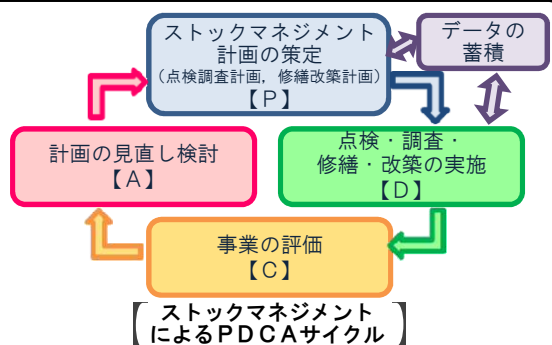 ストックマネジメント
計画の策定
（点検調査計画，修繕改築計画）
【Ｐ】
データの
蓄積
計画の見直し検討
【Ａ】
点検・調査・
修繕・改築の実施
【Ｄ】
事業の評価
【Ｃ】
ストックマネジメント
によるＰＤＣＡサイクル